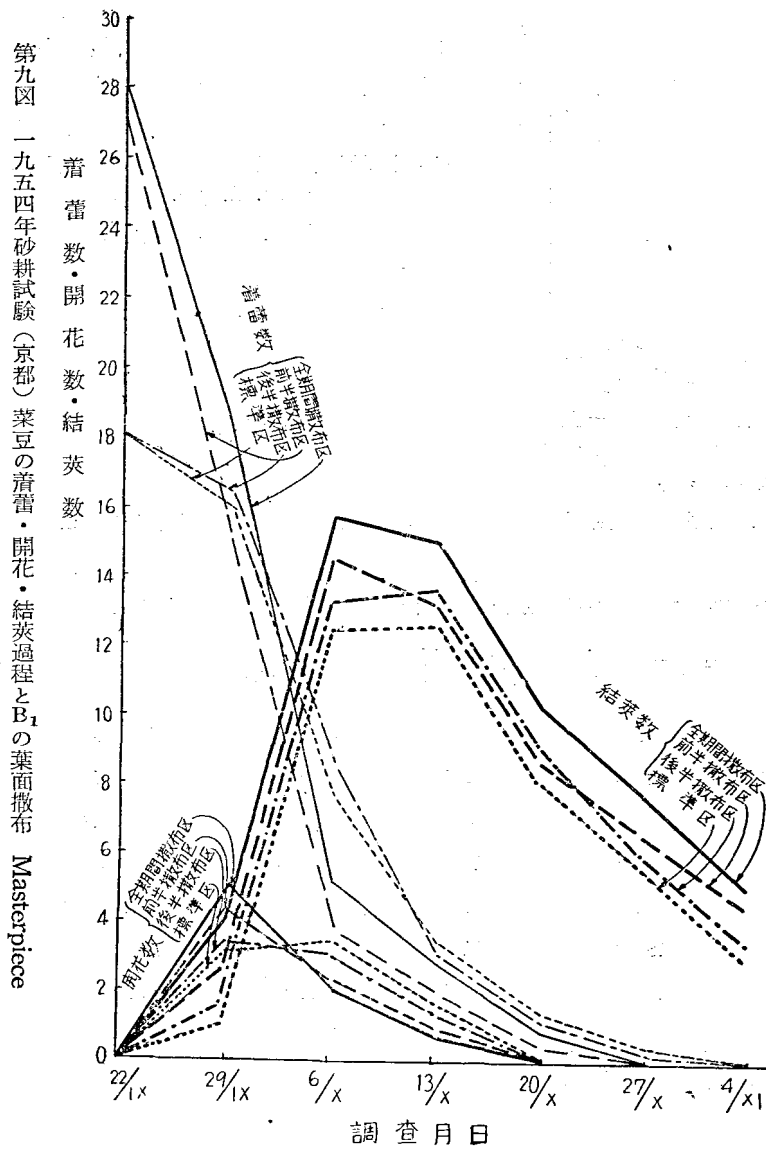 第九図 一九五四年砂耕試験（京都）菜豆の着蕾・開花・結莢過程とB₁の葉面撒布 Masterpiece
着蕾数・開花数・結莢数
30
28
26
24
22
20
18
16
14
12
10
8
6
4
2
0
着蕾数
全期間撒布区
前半撒布区
後半撒布区
標準区
結莢数
全期間撒布区
前半撒布区
後半撒布区
標準区
開花数
全期間撒布区
前半撒布区
後半撒布区
標準区
22/IX 29/IX 6/X 13/X 20/X 27/X 4/XI
調査月日